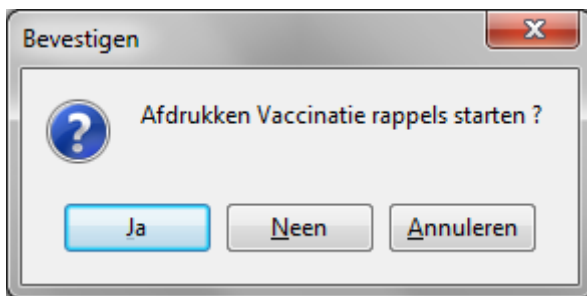 Bevestigen
Afdrukken Vaccinatie rappels starten ?
Ja
Neen
Annuleren